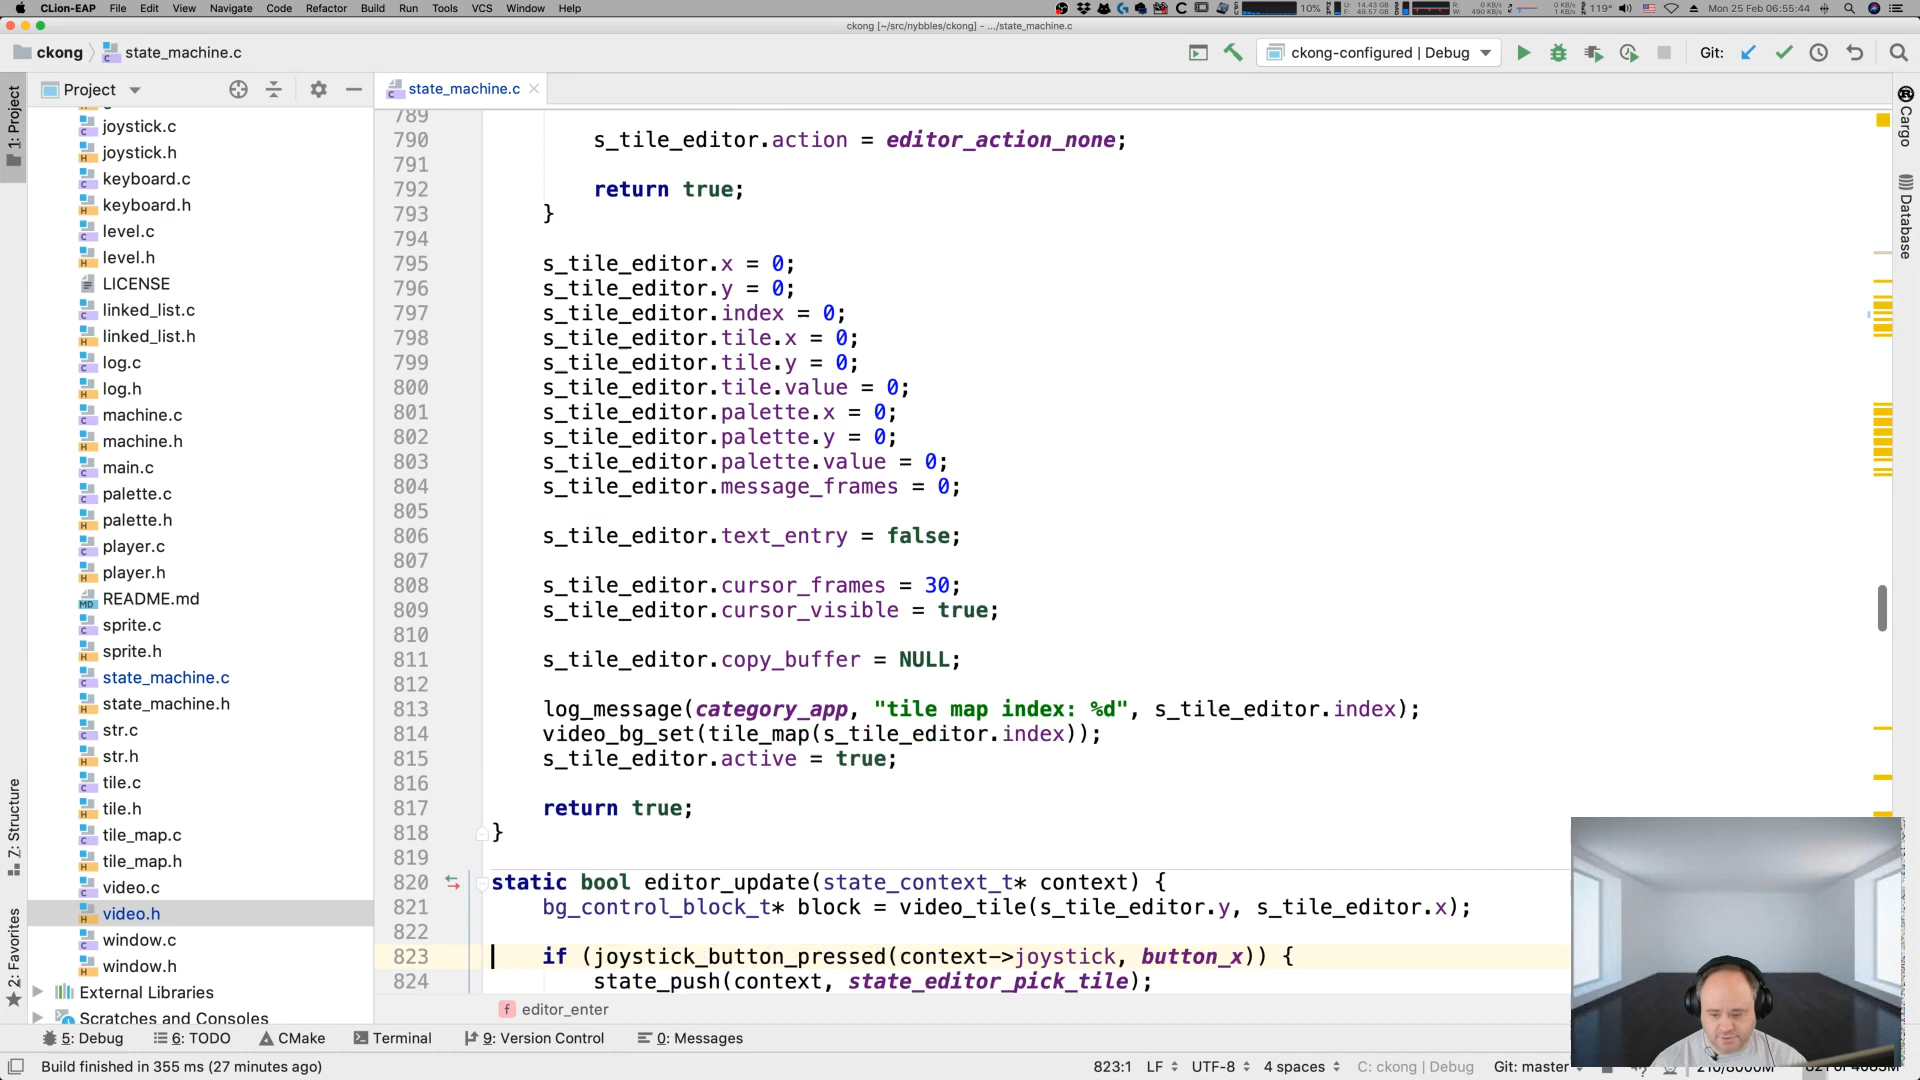 CLion-EAP File Edit View Navigate Code Refactor Build Run Tools VCS Window Help 10% 119° Mon 25 Feb 06:55:44
ckong [~/src/nybbles/ckong] - .../state_machine.c
ckong state_machine.c ckong-configured | Debug Git:
1: Project
Project
joystick.c
joystick.h
keyboard.c
keyboard.h
level.c
level.h
LICENSE
linked_list.c
linked_list.h
log.c
log.h
machine.c
machine.h
main.c
palette.c
palette.h
player.c
player.h
README.md
sprite.c
sprite.h
state_machine.c
state_machine.h
str.c
str.h
tile.c
tile.h
tile_map.c
tile_map.h
video.c
video.h
window.c
window.h
External Libraries
Scratches and Consoles
Z: Structure
2: Favorites
state_machine.c
789
790 s_tile_editor.action = editor_action_none;
791
792 return true;
793 }
794
795 s_tile_editor.x = 0;
796 s_tile_editor.y = 0;
797 s_tile_editor.index = 0;
798 s_tile_editor.tile.x = 0;
799 s_tile_editor.tile.y = 0;
800 s_tile_editor.tile.value = 0;
801 s_tile_editor.palette.x = 0;
802 s_tile_editor.palette.y = 0;
803 s_tile_editor.palette.value = 0;
804 s_tile_editor.message_frames = 0;
805
806 s_tile_editor.text_entry = false;
807
808 s_tile_editor.cursor_frames = 30;
809 s_tile_editor.cursor_visible = true;
810
811 s_tile_editor.copy_buffer = NULL;
812
813 log_message(category_app, "tile map index: %d", s_tile_editor.index);
814 video_bg_set(tile_map(s_tile_editor.index));
815 s_tile_editor.active = true;
816
817 return true;
818 }
819
820 static bool editor_update(state_context_t* context) {
821 bg_control_block_t* block = video_tile(s_tile_editor.y, s_tile_editor.x);
822
823 if (joystick_button_pressed(context->joystick, button_x)) {
824 state_push(context, state_editor_pick_tile);
f editor_enter
Cargo
Database
5: Debug 6: TODO CMake Terminal 9: Version Control 0: Messages
Build finished in 355 ms (27 minutes ago) 823:1 LF UTF-8 4 spaces C: ckong | Debug Git: master